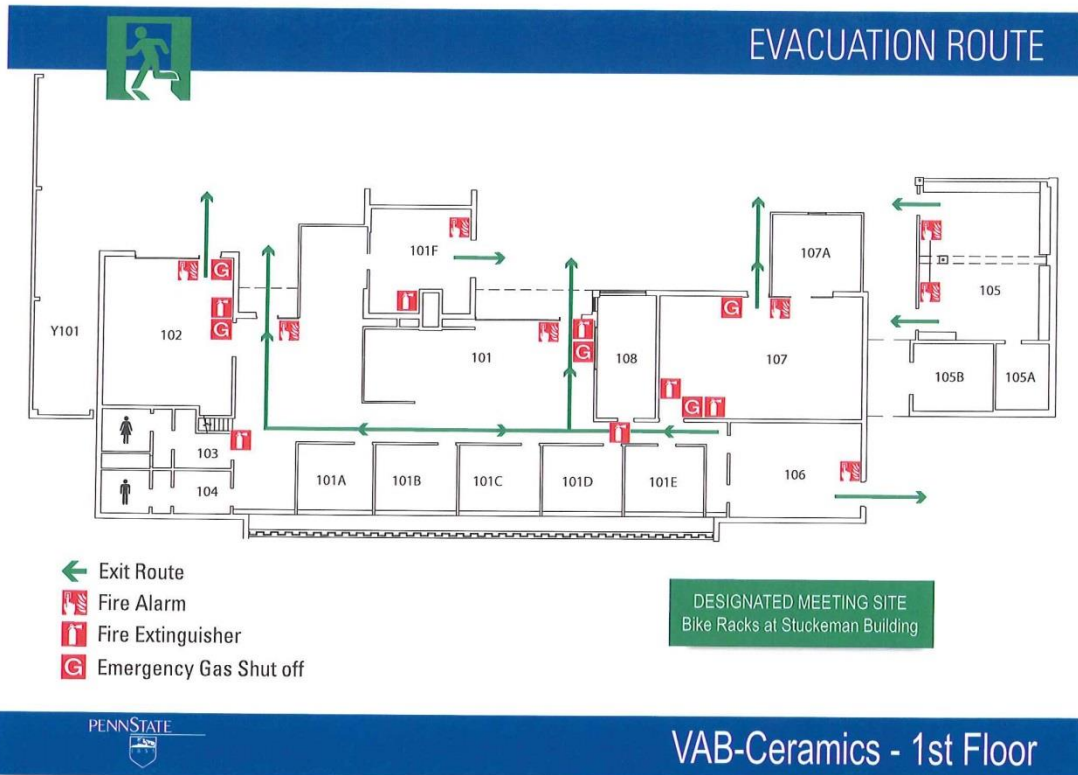 EVACUATION ROUTE
101F
107A
105
Y101
102
101
108
107
105B
105A
103
104
101A
101B
101C
101D
101E
106
G
G
G
G
G
Exit Route
Fire Alarm
Fire Extinguisher
G Emergency Gas Shut off
DESIGNATED MEETING SITE
Bike Racks at Stuckeman Building
PENNSTATE
1855
VAB-Ceramics - 1st Floor